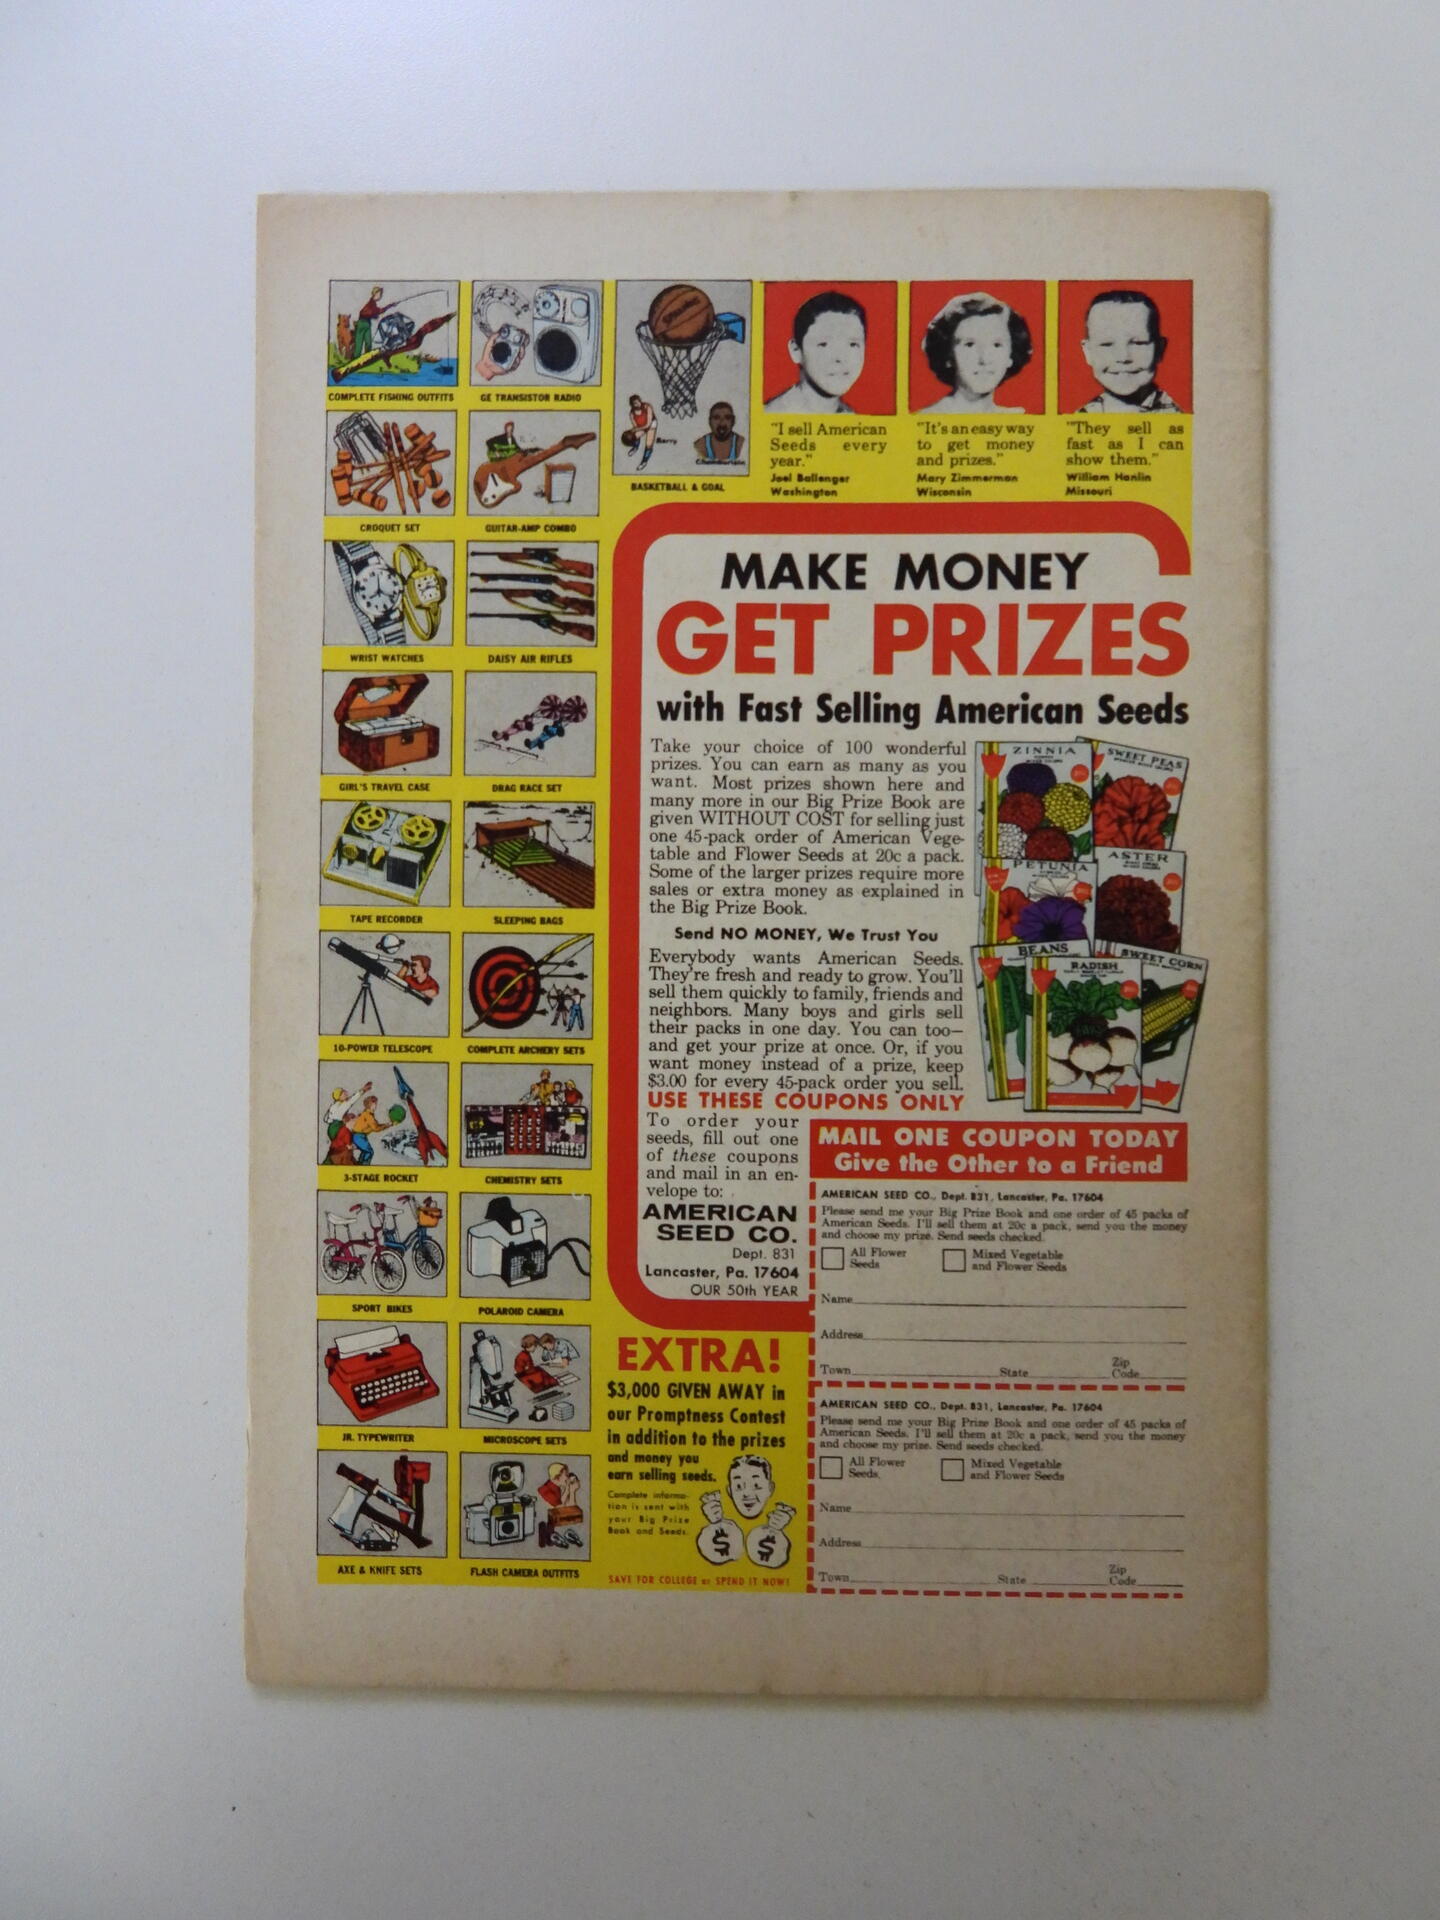 COMPLETE FISHING OUTFITS
GE TRANSISTOR RADIO
Barry
Chamberlain
BASKETBALL & GOAL
"I sell American
Seeds every
year."
Joel Ballenger
Washington
"It's an easy way
to get money
and prizes."
Mary Zimmerman
Wisconsin
"They sell as
fast as I can
show them."
William Hanlin
Missouri
CROQUET SET
GUITAR-AMP COMBO
WRIST WATCHES
DAISY AIR RIFLES
GIRL'S TRAVEL CASE
DRAG RACE SET
TAPE RECORDER
SLEEPING BAGS
10-POWER TELESCOPE
COMPLETE ARCHERY SETS
3-STAGE ROCKET
CHEMISTRY SETS
SPORT BIKES
POLAROID CAMERA
JR. TYPEWRITER
MICROSCOPE SETS
AXE & KNIFE SETS
FLASH CAMERA OUTFITS
MAKE MONEY
GET PRIZES
with Fast Selling American Seeds
Take your choice of 100 wonderful
prizes. You can earn as many as you
want. Most prizes shown here and
many more in our Big Prize Book are
given WITHOUT COST for selling just
one 45-pack order of American Vege-
table and Flower Seeds at 20c a pack.
Some of the larger prizes require more
sales or extra money as explained in
the Big Prize Book.
Send NO MONEY, We Trust You
Everybody wants American Seeds.
They're fresh and ready to grow. You'll
sell them quickly to family, friends and
neighbors. Many boys and girls sell
their packs in one day. You can too—
and get your prize at once. Or, if you
want money instead of a prize, keep
$3.00 for every 45-pack order you sell.
USE THESE COUPONS ONLY
To order your
seeds, fill out one
of these coupons
and mail in an en-
velope to:
AMERICAN
SEED CO.
Dept. 831
Lancaster, Pa. 17604
OUR 50th YEAR
ZINNIA
SWEET PEAS
PETUNIA
ASTER
BEANS
RADISH
SWEET CORN
MAIL ONE COUPON TODAY
Give the Other to a Friend
AMERICAN SEED CO., Dept. 831, Lancaster, Pa. 17604
Please send me your Big Prize Book and one order of 45 packs of
American Seeds. I'll sell them at 20c a pack, send you the money
and choose my prize. Send seeds checked.
All Flower
Seeds
Mixed Vegetable
and Flower Seeds
Name
Address
Town State Zip Code
AMERICAN SEED CO., Dept. 831, Lancaster, Pa. 17604
Please send me your Big Prize Book and one order of 45 packs of
American Seeds. I'll sell them at 20c a pack, send you the money
and choose my prize. Send seeds checked.
All Flower
Seeds
Mixed Vegetable
and Flower Seeds
Name
Address
Town State Zip Code
EXTRA!
$3,000 GIVEN AWAY in
our Promptness Contest
in addition to the prizes
and money you
earn selling seeds.
Complete informa-
tion is sent with
your Big Prize
Book and Seeds.
$ $
SAVE FOR COLLEGE or SPEND IT NOW!